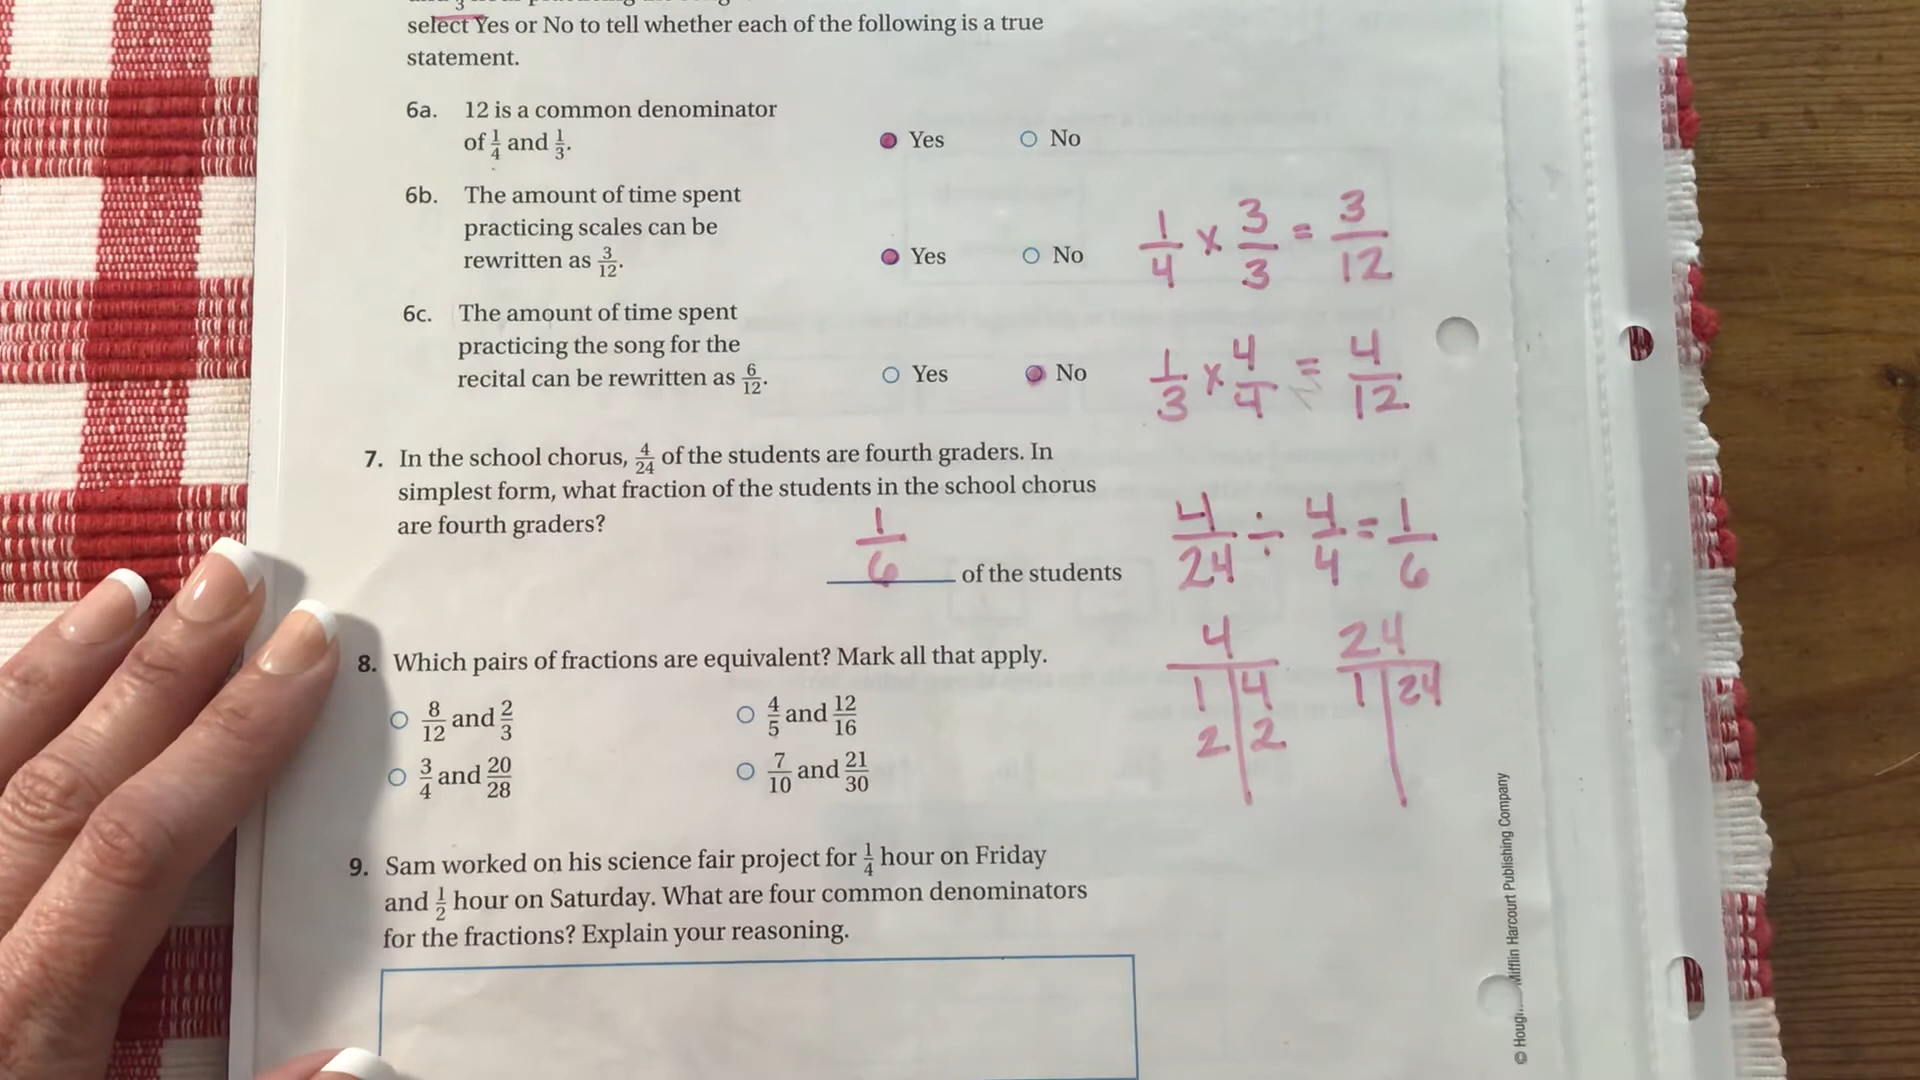 select Yes or No to tell whether each of the following is a true
statement.
6a. 12 is a common denominator
of 1/4 and 1/3.
Yes No
6b. The amount of time spent
practicing scales can be
rewritten as 3/12.
Yes No
1/4 x 3/3 = 3/12
6c. The amount of time spent
practicing the song for the
recital can be rewritten as 6/12.
Yes No
1/3 x 4/4 = 4/12
7. In the school chorus, 4/24 of the students are fourth graders. In
simplest form, what fraction of the students in the school chorus
are fourth graders?
1/6 of the students
4/24 ÷ 4/4 = 1/6
4 24
1 4 1 24
2 2
8. Which pairs of fractions are equivalent? Mark all that apply.
8/12 and 2/3 4/5 and 12/16
3/4 and 20/28 7/10 and 21/30
9. Sam worked on his science fair project for 1/4 hour on Friday
and 1/2 hour on Saturday. What are four common denominators
for the fractions? Explain your reasoning.
© Hough Mifflin Harcourt Publishing Company